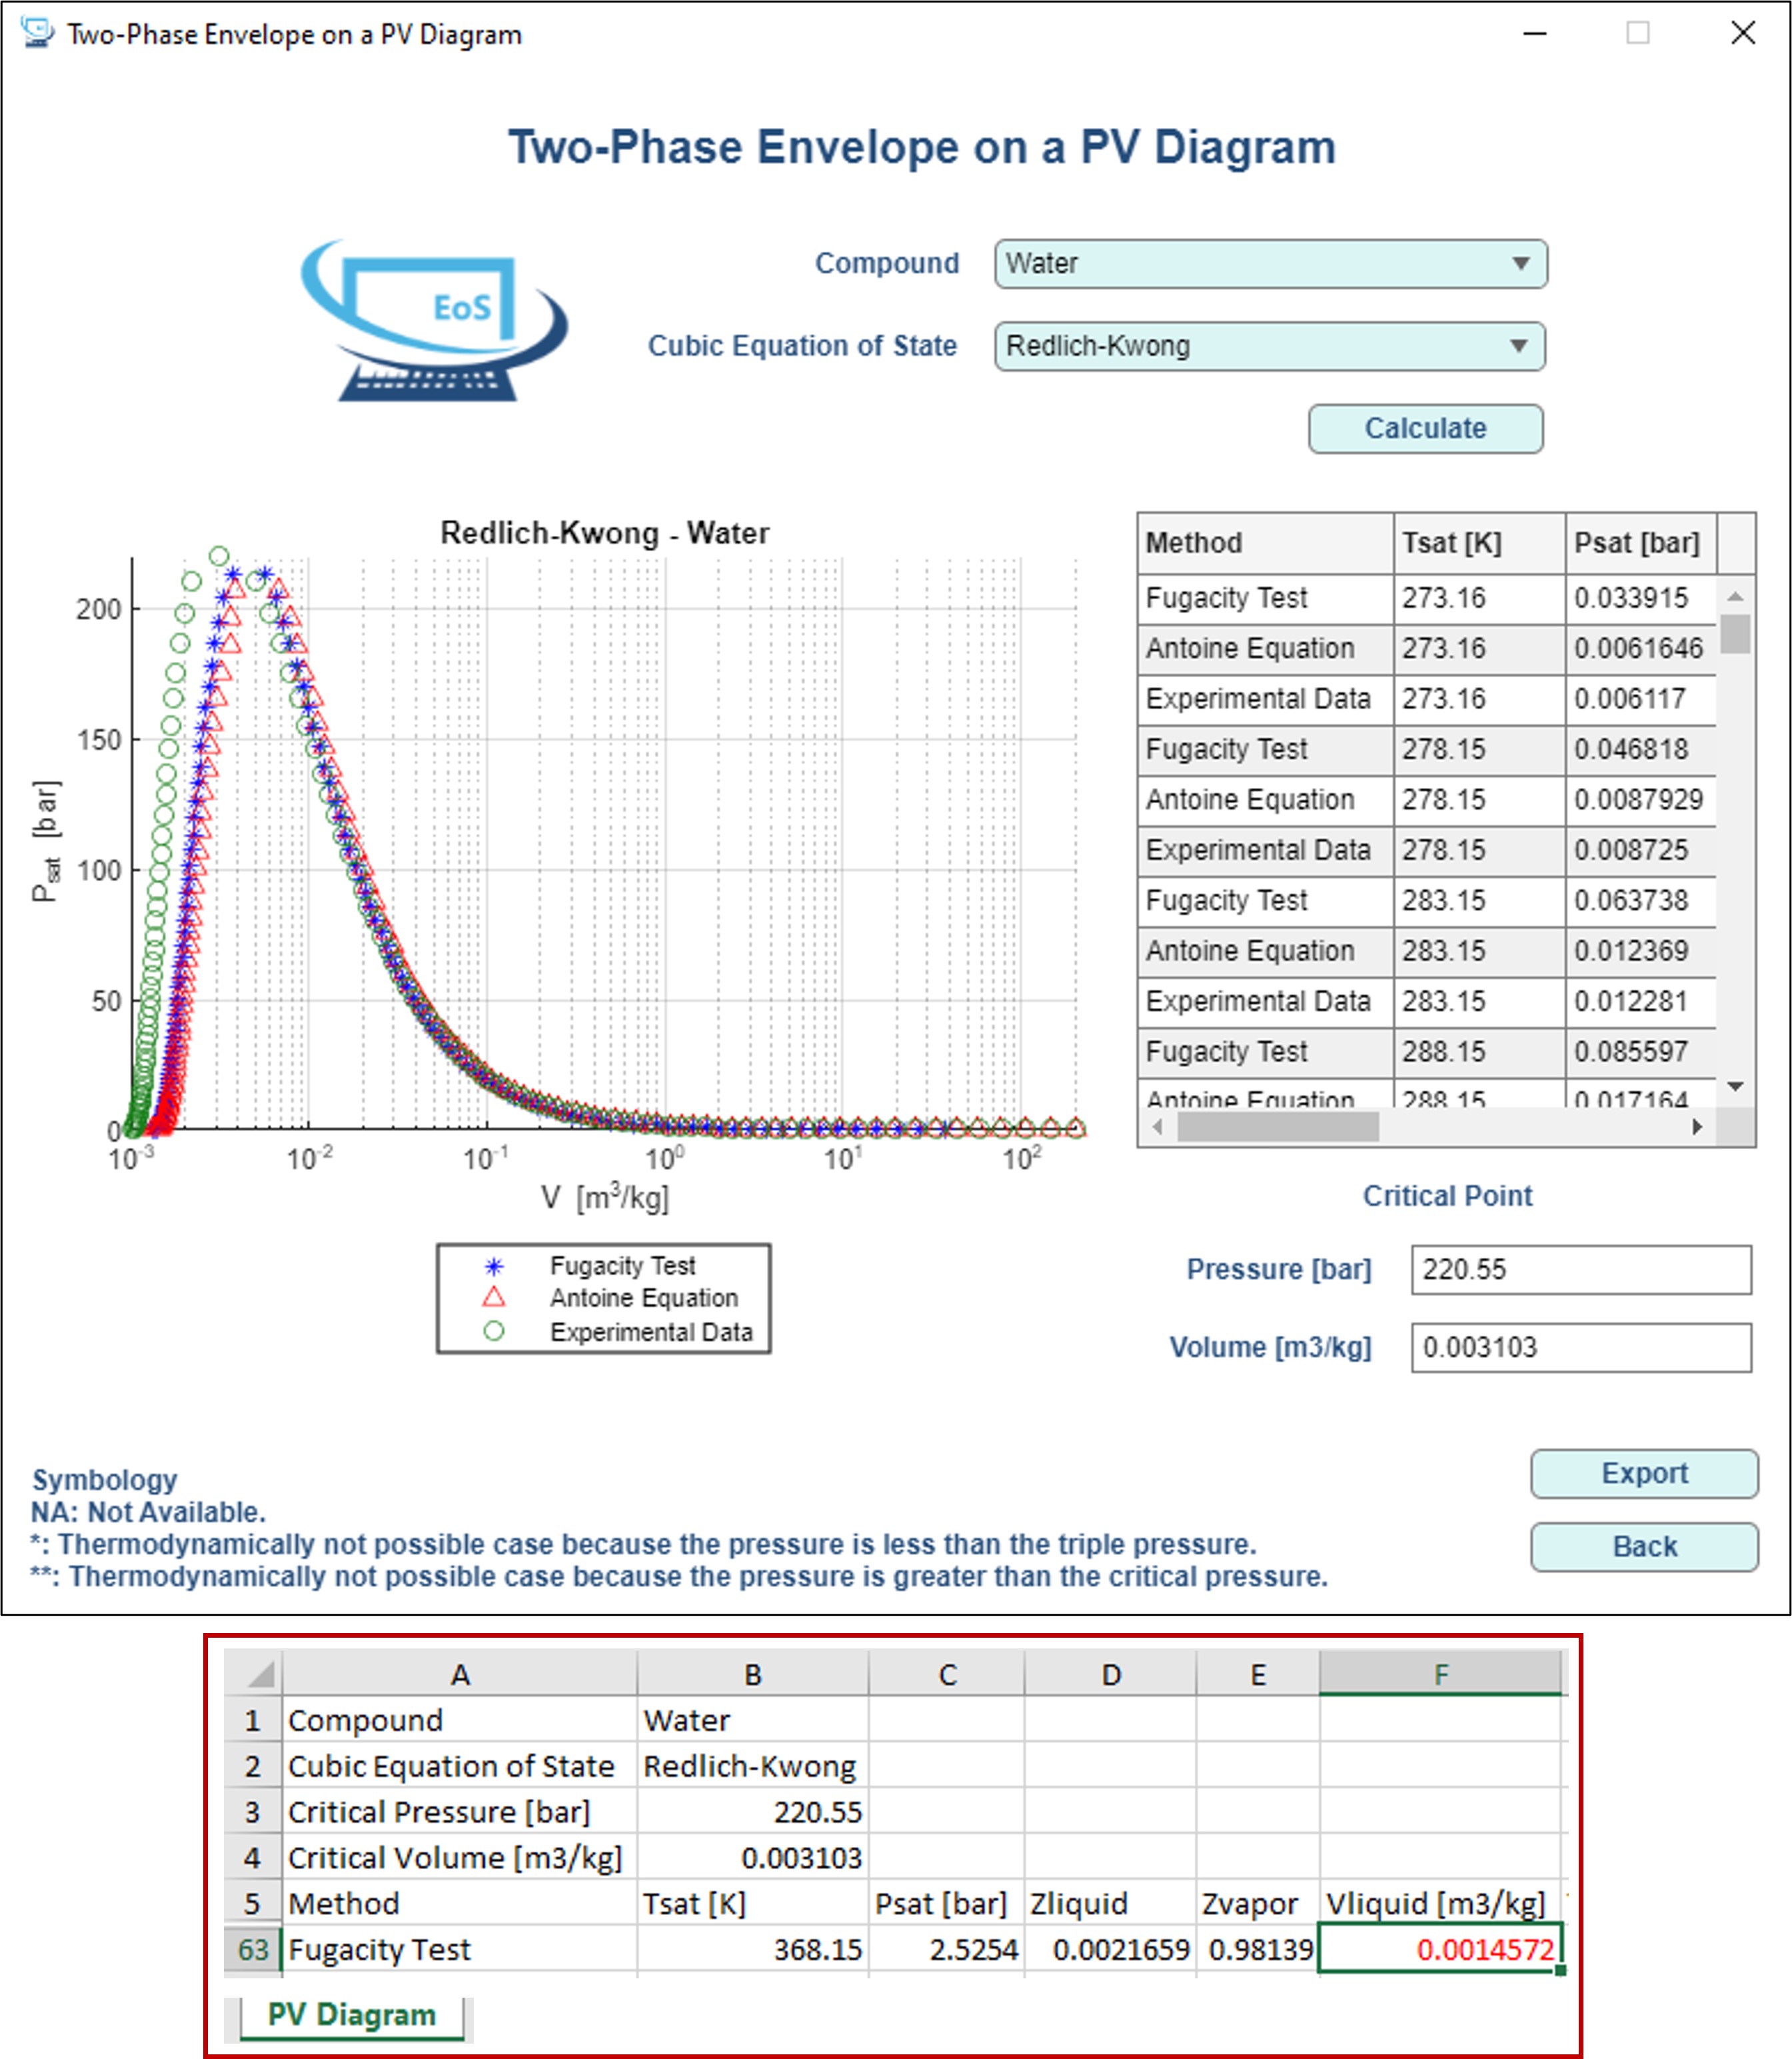 Two-Phase Envelope on a PV Diagram
Two-Phase Envelope on a PV Diagram
EoS
Compound Water
Cubic Equation of State Redlich-Kwong
Calculate
Redlich-Kwong - Water
200
150
100
50
0
10-3 10-2 10-1 100 101 102
Psat [bar]
V [m3/kg]
Fugacity Test
Antoine Equation
Experimental Data
Method Tsat [K] Psat [bar]
Fugacity Test 273.16 0.033915
Antoine Equation 273.16 0.0061646
Experimental Data 273.16 0.006117
Fugacity Test 278.15 0.046818
Antoine Equation 278.15 0.0087929
Experimental Data 278.15 0.008725
Fugacity Test 283.15 0.063738
Antoine Equation 283.15 0.012369
Experimental Data 283.15 0.012281
Fugacity Test 288.15 0.085597
Antoine Equation 288.15 0.017164
Critical Point
Pressure [bar] 220.55
Volume [m3/kg] 0.003103
Symbology
NA: Not Available.
*: Thermodynamically not possible case because the pressure is less than the triple pressure.
**: Thermodynamically not possible case because the pressure is greater than the critical pressure.
Export
Back
A B C D E F
1 Compound Water
2 Cubic Equation of State Redlich-Kwong
3 Critical Pressure [bar] 220.55
4 Critical Volume [m3/kg] 0.003103
5 Method Tsat [K] Psat [bar] Zliquid Zvapor Vliquid [m3/kg]
63 Fugacity Test 368.15 2.5254 0.0021659 0.98139 0.0014572
PV Diagram